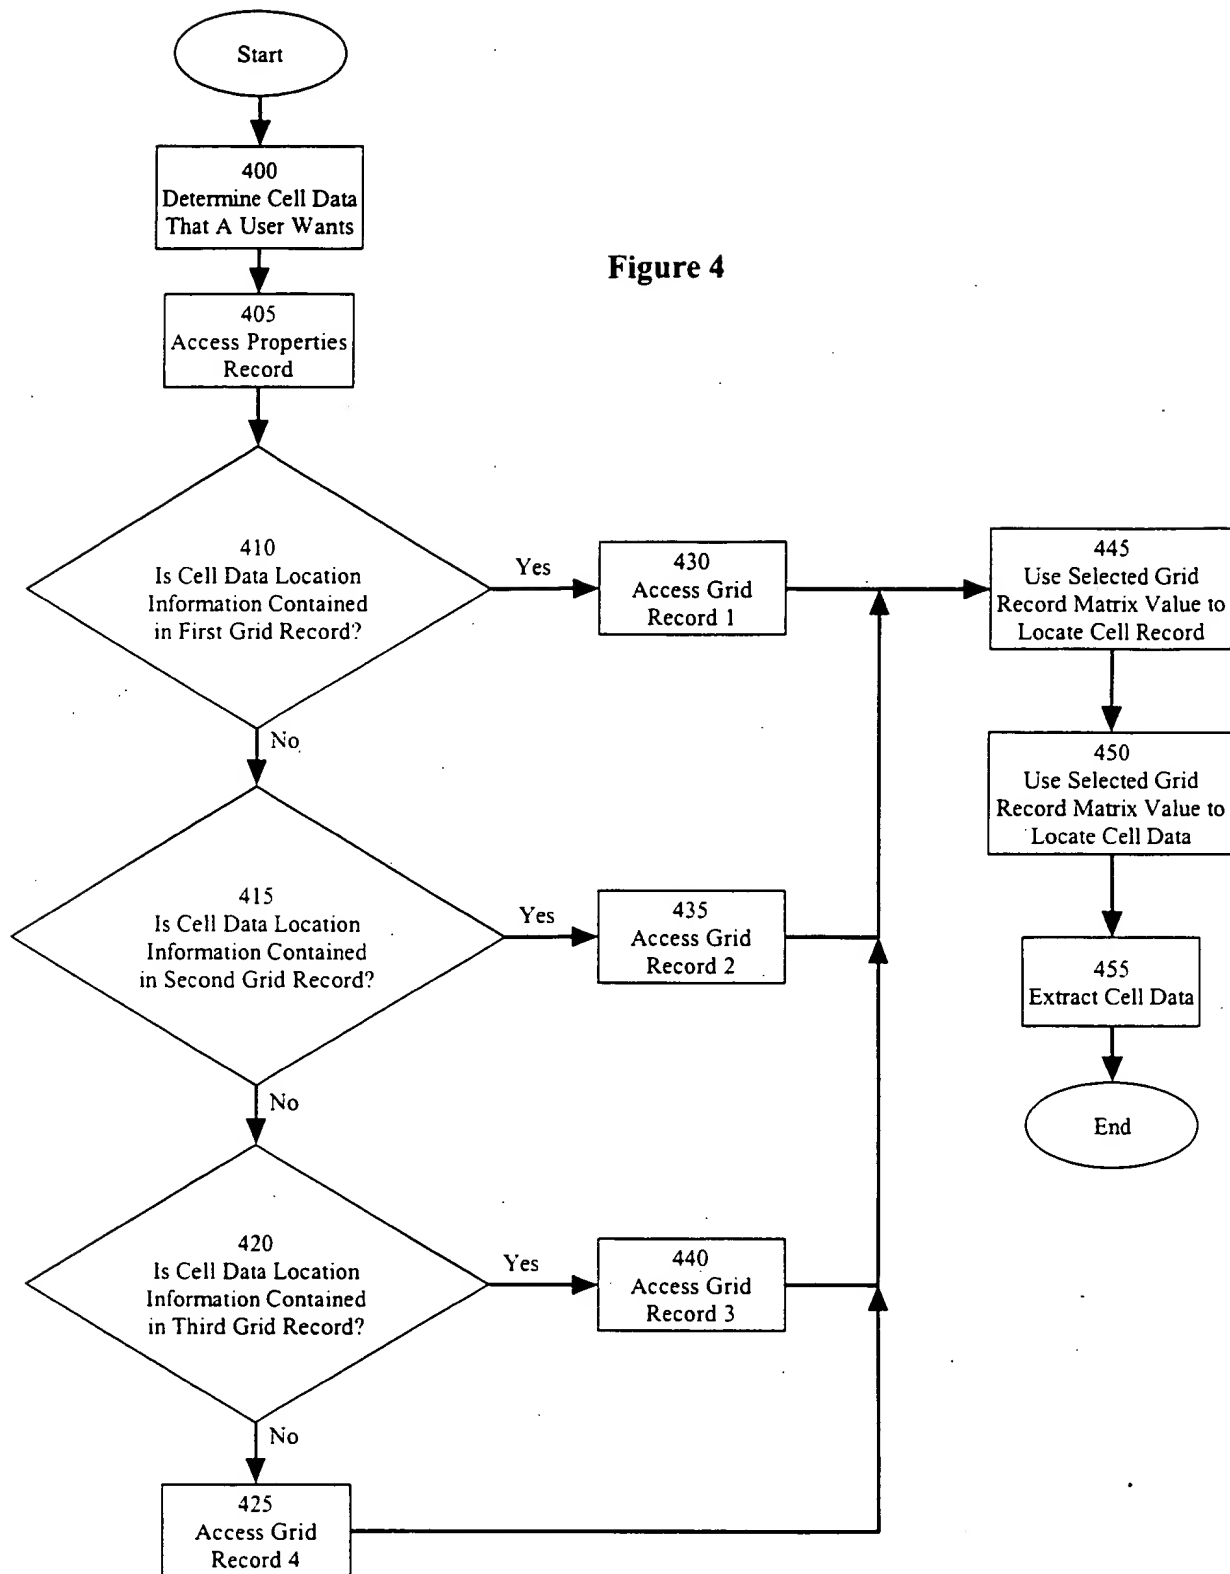 Start
400
Determine Cell Data
That A User Wants
Figure 4
405
Access Properties
Record
410
Is Cell Data Location
Information Contained
in First Grid Record?
Yes
430
Access Grid
Record 1
445
Use Selected Grid
Record Matrix Value to
Locate Cell Record
No
450
Use Selected Grid
Record Matrix Value to
Locate Cell Data
415
Is Cell Data Location
Information Contained
in Second Grid Record?
Yes
435
Access Grid
Record 2
455
Extract Cell Data
No
End
420
Is Cell Data Location
Information Contained
in Third Grid Record?
Yes
440
Access Grid
Record 3
No
425
Access Grid
Record 4